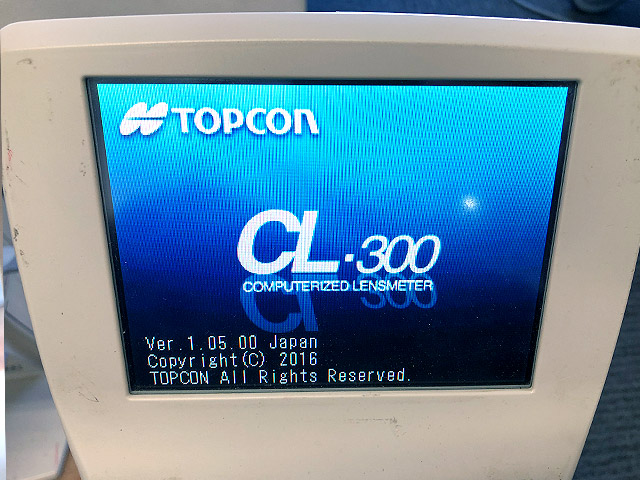 TOPCON
CL-300
COMPUTERIZED LENSMETER
Ver.1.05.00 Japan
Copyright(C) 2016
TOPCON All Rights Reserved.